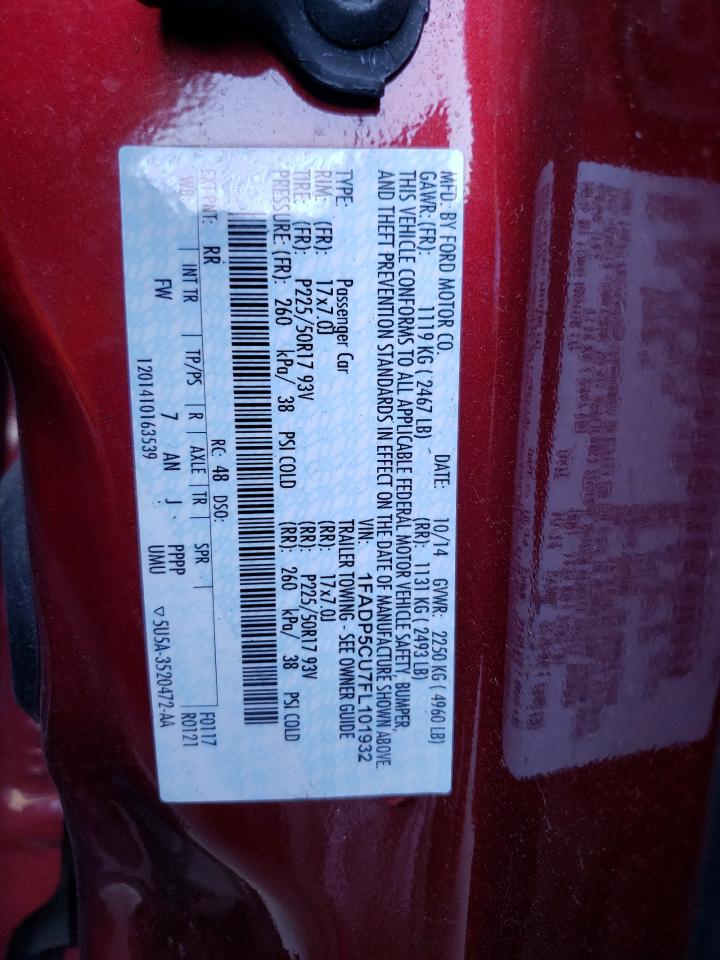 MFD. BY FORD MOTOR CO. DATE: 10/14 GVWR: 2250 KG ( 4960 LB)
GAWR: (FR): 1119 KG ( 2467 LB) (RR): 1131 KG ( 2493 LB)
THIS VEHICLE CONFORMS TO ALL APPLICABLE FEDERAL MOTOR VEHICLE SAFETY, BUMPER,
AND THEFT PREVENTION STANDARDS IN EFFECT ON THE DATE OF MANUFACTURE SHOWN ABOVE.
VIN: 1FADP5CU7FL101932
TYPE: Passenger Car TRAILER TOWING - SEE OWNER GUIDE
RIM: (FR): 17x7.0J (RR): 17x7.0J
TIRE: (FR): P225/50R17 93V (RR): P225/50R17 93V
PRESSURE: (FR): 260 kPa/ 38 PSI COLD (RR): 260 kPa/ 38 PSI COLD
EXT PNT: RR RC: 48 DSO: F0117
WB INT TR TP/PS R AXLE TR SPR R0121
FW 7 AN J PPPP
UMU
1201410163539 ▽5U5A-3520472-AA